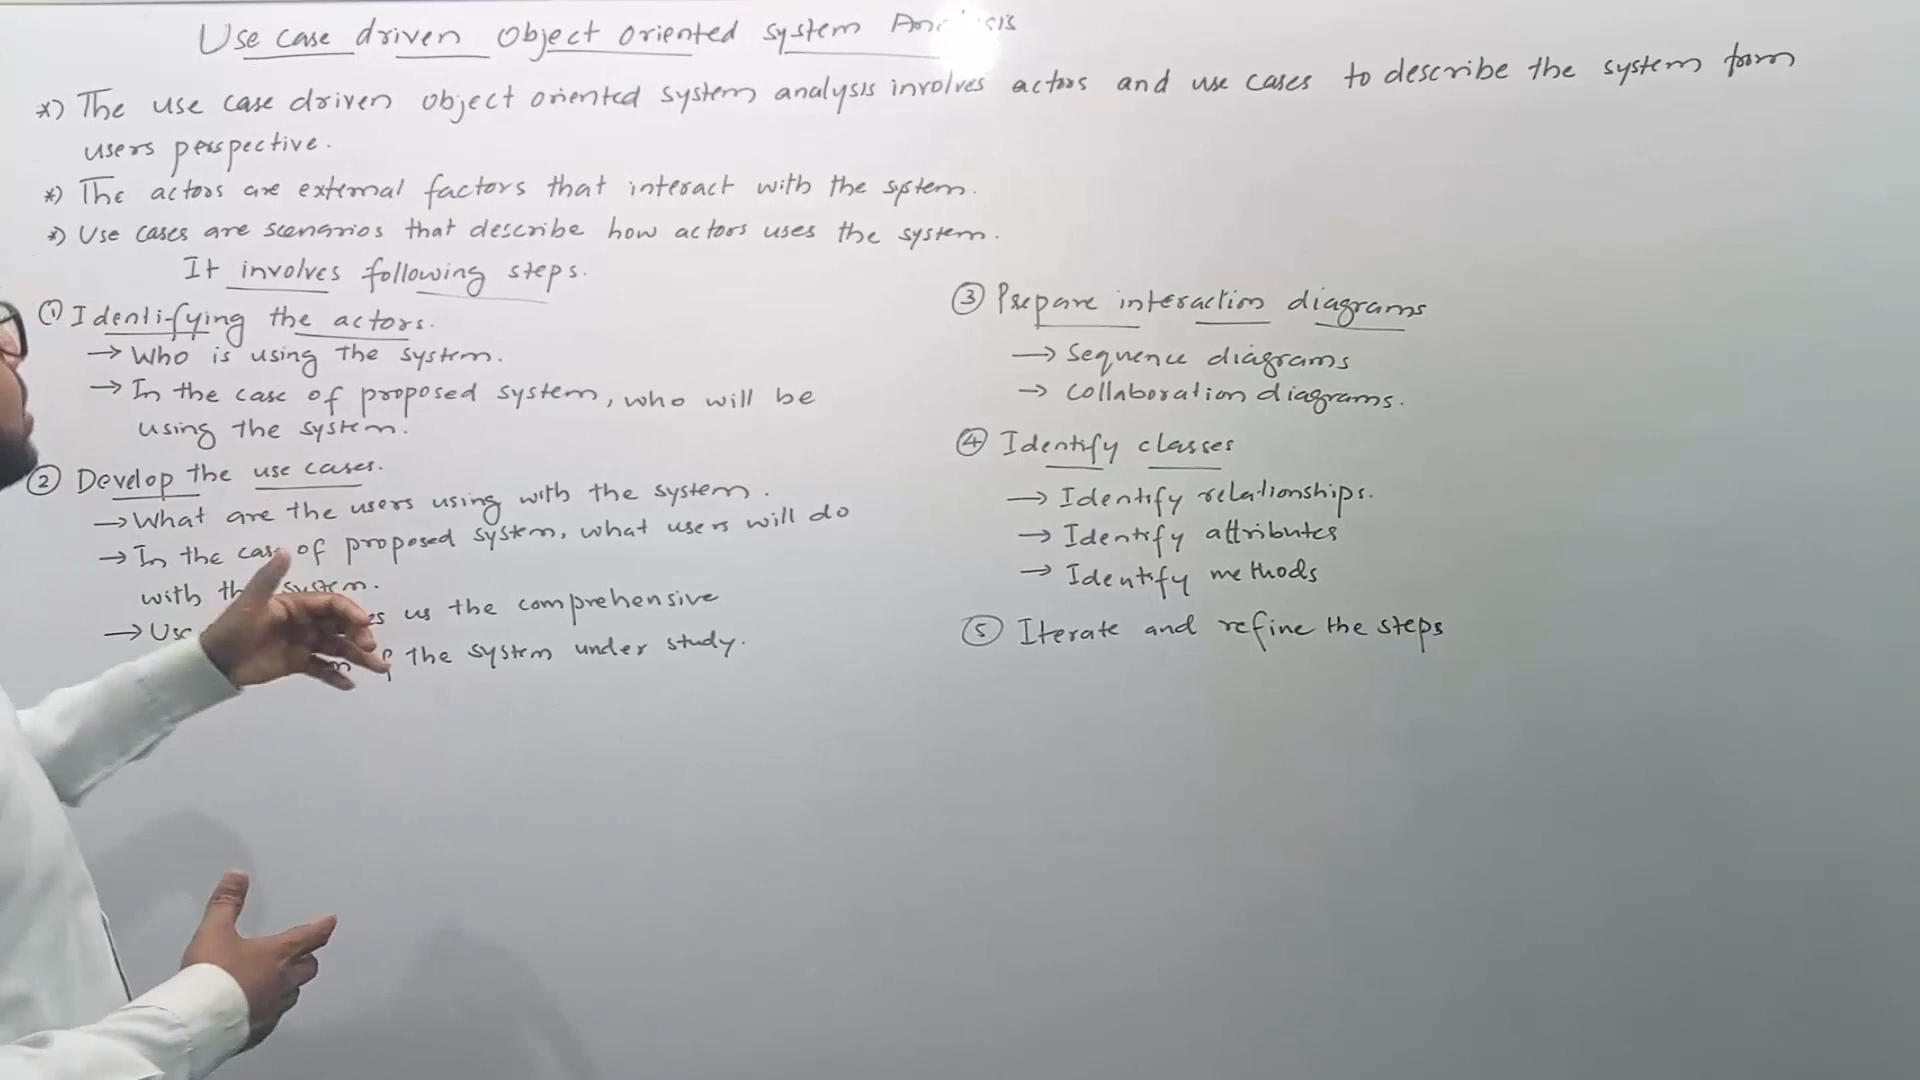 Use case driven object oriented system
*) The use case driven object oriented system analysis involves actors and use cases to describe the system from
users perspective.
*) The actors are external factors that interact with the system.
*) Use cases are scenarios that describe how actors uses the system.
It involves following steps.
① Identifying the actors.
→ Who is using the system.
→ In the case of proposed system, who will be
using the system.
② Develop the use cases.
→ What are the users using with the system.
→ In the case of proposed system, what users will do
with the system.
→ us the comprehensive
the system under study.
③ Prepare interaction diagrams
→ Sequence diagrams
→ Collaboration diagrams.
④ Identify classes
→ Identify relationships.
→ Identify attributes
→ Identify methods
⑤ Iterate and refine the steps